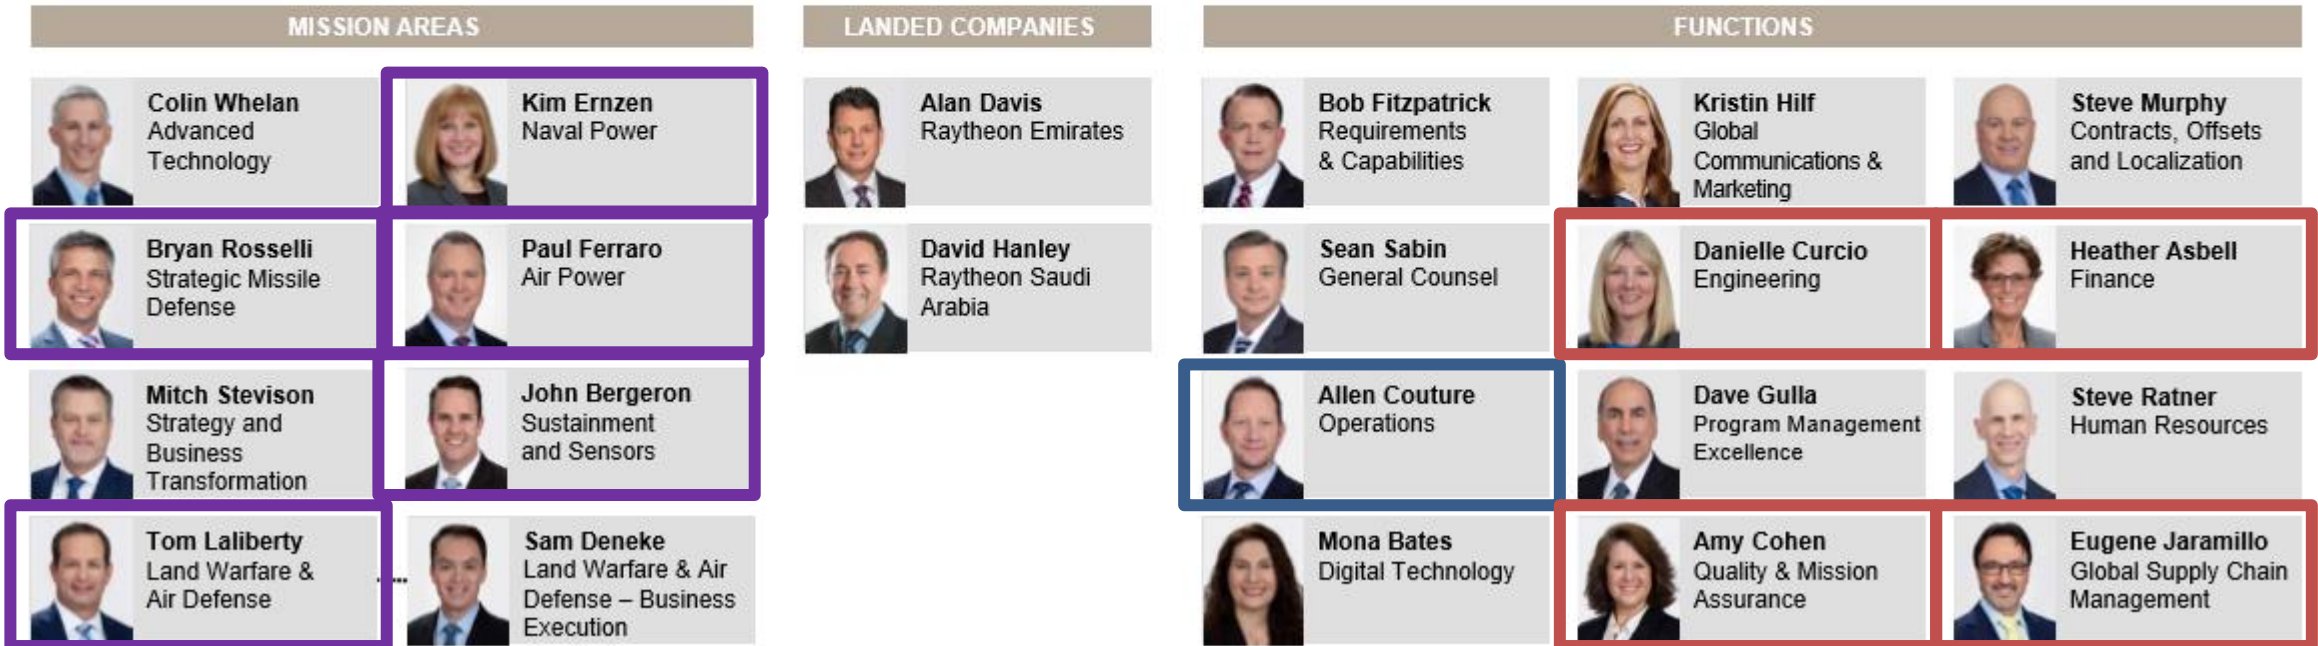 MISSION AREAS
Colin Whelan
Advanced
Technology
Kim Ernzen
Naval Power
Bryan Rosselli
Strategic Missile
Defense
Paul Ferraro
Air Power
Mitch Stevison
Strategy and
Business
Transformation
John Bergeron
Sustainment
and Sensors
Tom Laliberty
Land Warfare &
Air Defense
Sam Deneke
Land Warfare & Air
Defense – Business
Execution
LANDED COMPANIES
Alan Davis
Raytheon Emirates
David Hanley
Raytheon Saudi
Arabia
FUNCTIONS
Bob Fitzpatrick
Requirements
& Capabilities
Kristin Hilf
Global
Communications &
Marketing
Steve Murphy
Contracts, Offsets
and Localization
Sean Sabin
General Counsel
Danielle Curcio
Engineering
Heather Asbell
Finance
Allen Couture
Operations
Dave Gulla
Program Management
Excellence
Steve Ratner
Human Resources
Mona Bates
Digital Technology
Amy Cohen
Quality & Mission
Assurance
Eugene Jaramillo
Global Supply Chain
Management